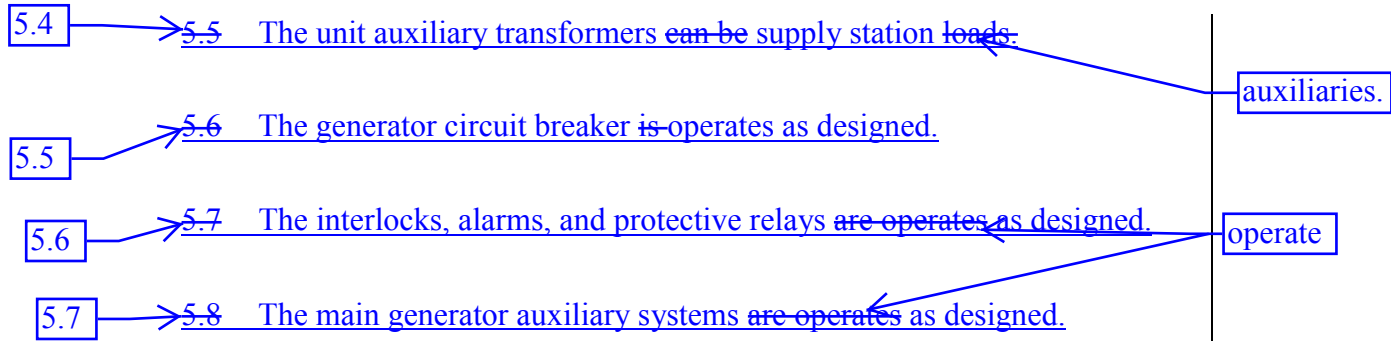 5.4
5.5 The unit auxiliary transformers can be supply station loads.
auxiliaries.
5.6 The generator circuit breaker is operates as designed.
5.5
5.7 The interlocks, alarms, and protective relays are operates as designed.
5.6
operate
5.8 The main generator auxiliary systems are operates as designed.
5.7